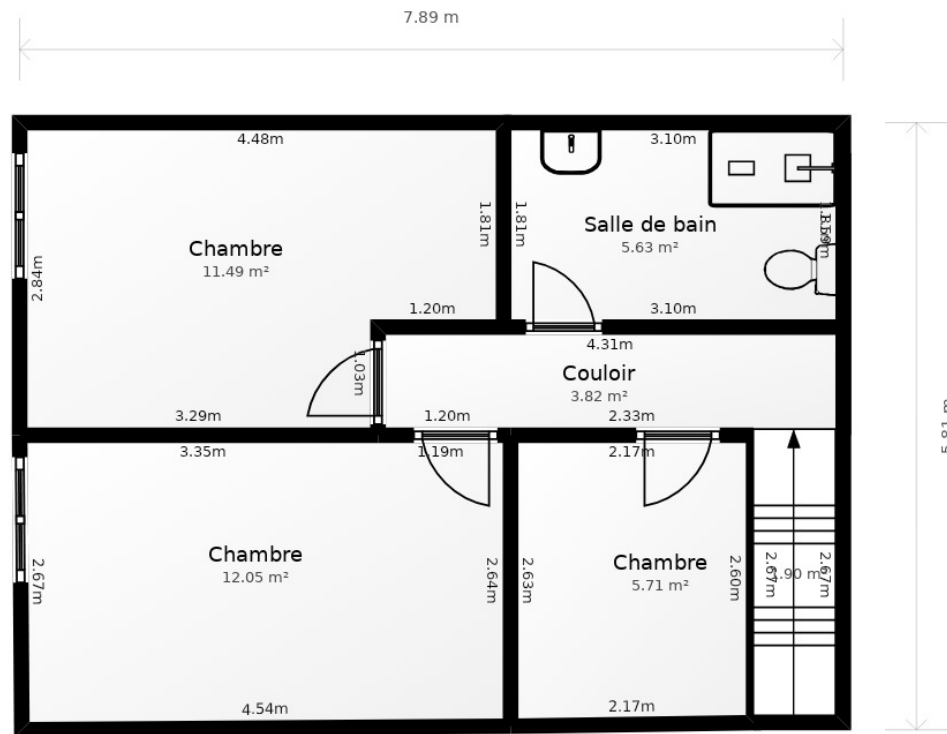 7.89 m
4.48m
3.10m
1.81m
1.81m
Salle de bain
5.63 m²
Chambre
11.49 m²
2.84m
1.20m
3.10m
4.31m
Couloir
3.82 m²
3.29m
1.20m
2.33m
5.81 m
3.35m
1.19m
2.17m
Chambre
12.05 m²
Chambre
5.71 m²
2.67m
2.64m
2.63m
2.60m
2.67m
2.67m
4.54m
2.17m